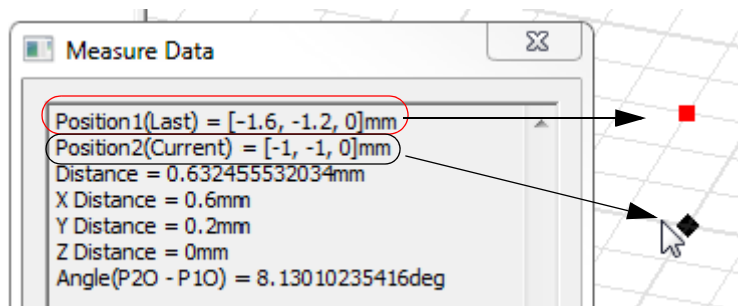 Measure Data
Position1(Last) = [-1.6, -1.2, 0]mm
Position2(Current) = [-1, -1, 0]mm
Distance = 0.632455532034mm
X Distance = 0.6mm
Y Distance = 0.2mm
Z Distance = 0mm
Angle(P2O - P1O) = 8.13010235416deg